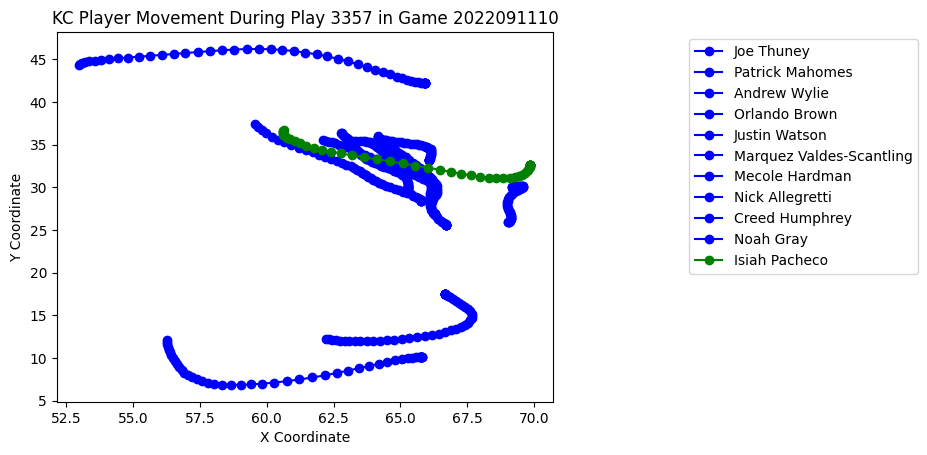 KC Player Movement During Play 3357 in Game 2022091110
45
40
35
30
25
20
15
10
5
Y Coordinate
52.5 55.0 57.5 60.0 62.5 65.0 67.5 70.0
X Coordinate
Joe Thuney
Patrick Mahomes
Andrew Wylie
Orlando Brown
Justin Watson
Marquez Valdes-Scantling
Mecole Hardman
Nick Allegretti
Creed Humphrey
Noah Gray
Isiah Pacheco